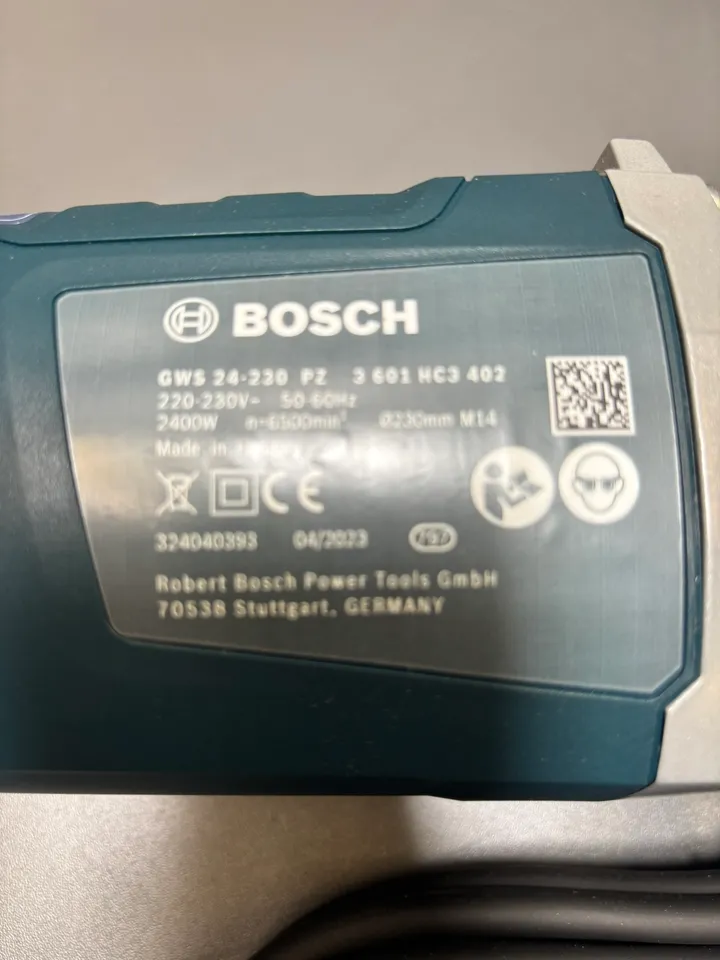 BOSCH
GWS 24-230 PZ 3 601 HC3 402
220-230V~ 50-60Hz
2400W n=6500min⁻¹ Ø230mm M14
Made in
CE
324040393 04/2023
Robert Bosch Power Tools GmbH
70538 Stuttgart, GERMANY